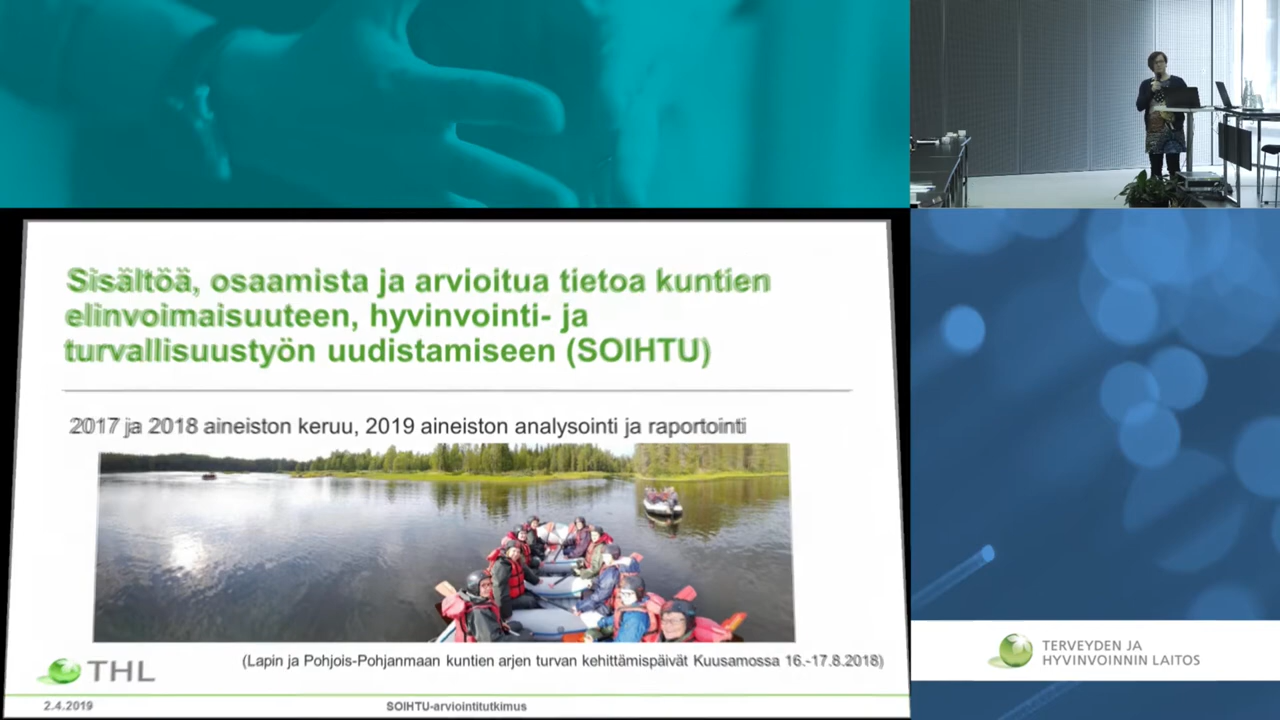 Sisältöä, osaamista ja arvioitua tietoa kuntien
elinvoimaisuuteen, hyvinvointi- ja
turvallisuustyön uudistamiseen (SOIHTU)
2017 ja 2018 aineiston keruu, 2019 aineiston analysointi ja raportointi
(Lapin ja Pohjois-Pohjanmaan kuntien arjen turvan kehittämispäivät Kuusamossa 16.-17.8.2018)
THL
2.4.2019
SOIHTU-arviointitutkimus
TERVEYDEN JA
HYVINVOINNIN LAITOS